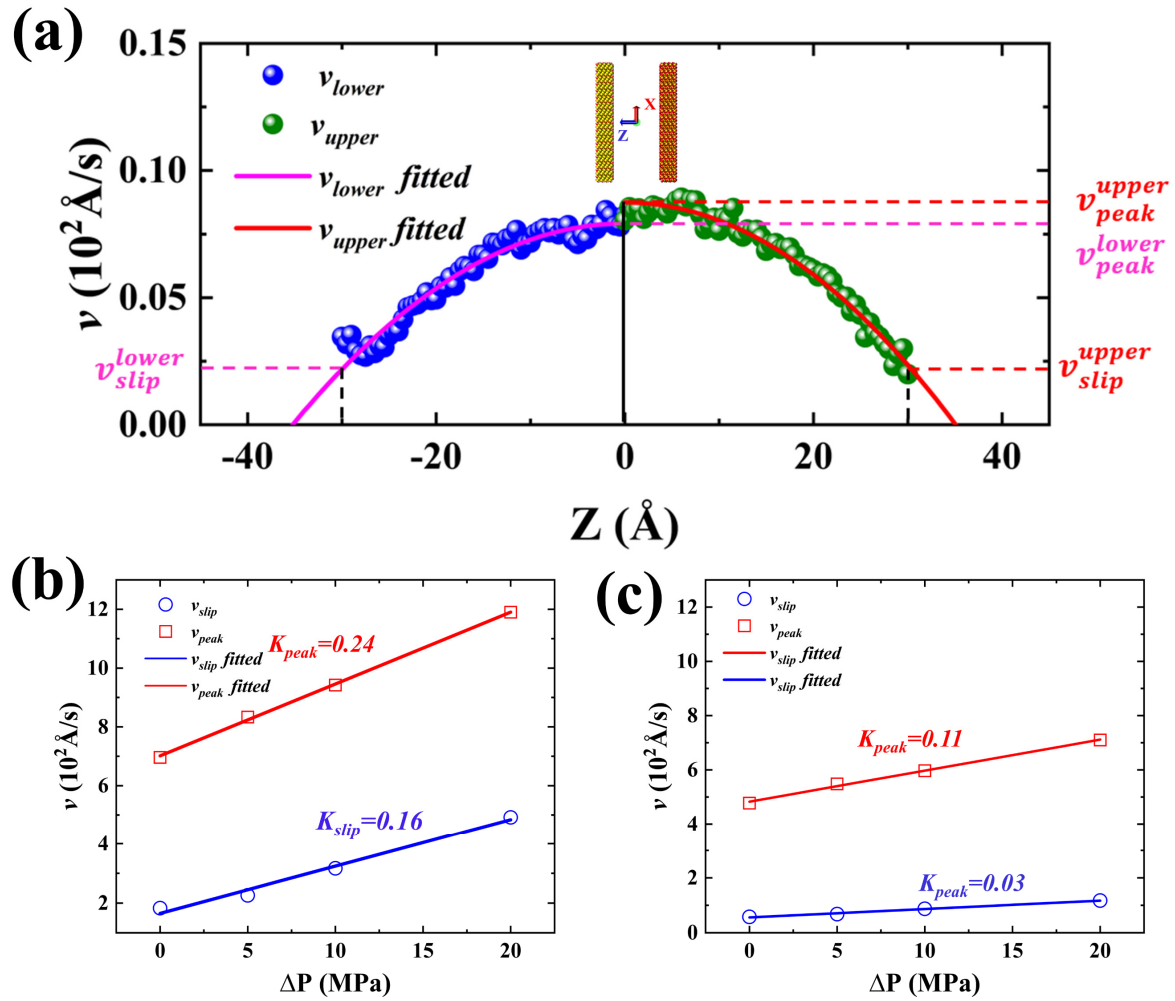 (a)
0.15
0.10
0.05
0.00
v (10² Å/s)
v_lower
v_upper
v_lower fitted
v_upper fitted
X
Z
v_peak^upper
v_peak^lower
v_slip^lower
v_slip^upper
-40 -20 0 20 40
Z (Å)
(b)
12
10
8
6
4
2
v (10² Å/s)
v_slip
v_peak
v_slip fitted
v_peak fitted
K_peak=0.24
K_slip=0.16
0 5 10 15 20
ΔP (MPa)
(c)
12
10
8
6
4
2
0
v (10² Å/s)
v_slip
v_peak
v_slip fitted
v_slip fitted
K_peak=0.11
K_peak=0.03
0 5 10 15 20
ΔP (MPa)